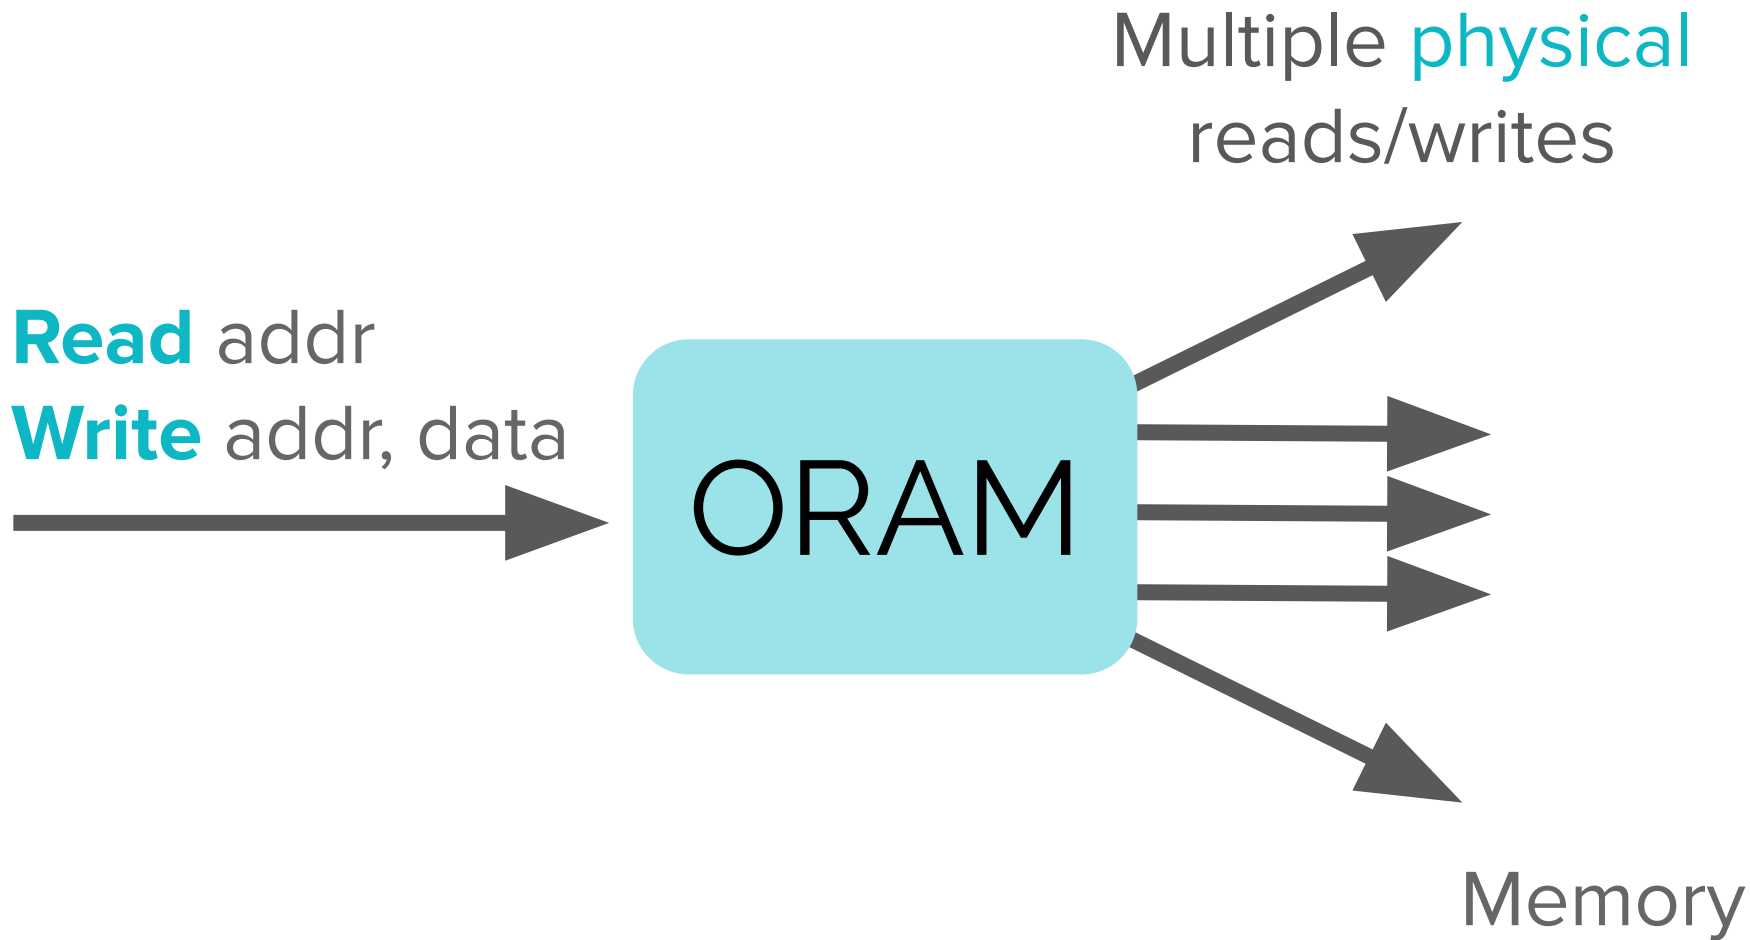 Multiple physical
reads/writes
Read addr
Write addr, data
ORAM
Memory